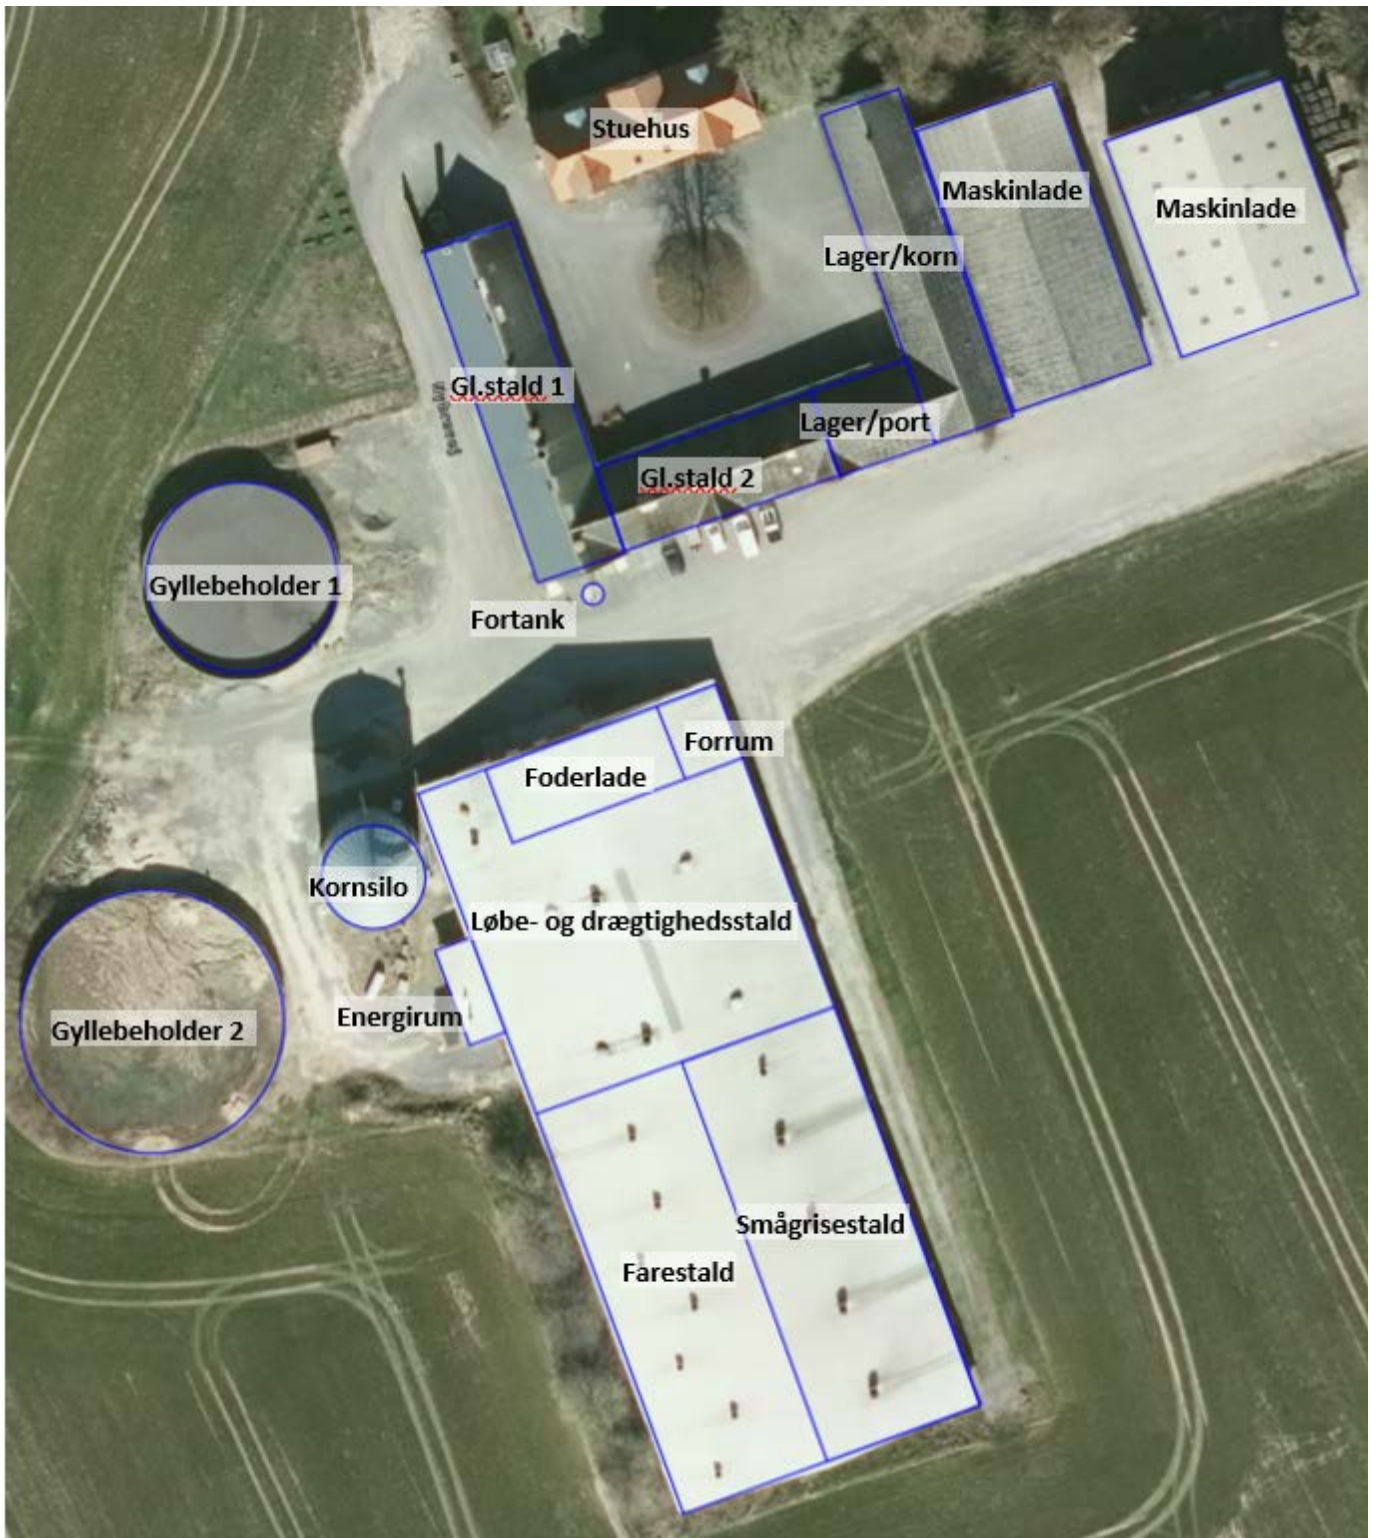 Stuehus
Maskinlade
Maskinlade
Lager/korn
Gl.stald 1
Lager/port
Gl.stald 2
Gyllebeholder 1
Fortank
Forrum
Foderlade
Kornsilo
Løbe- og drægtighedsstald
Energirum
Gyllebeholder 2
Smågrisestald
Farestald